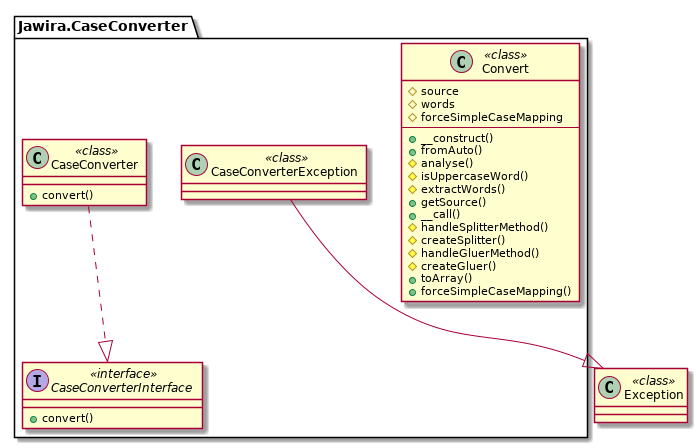 Jawira.CaseConverter
C
«class»
Convert
source
words
forceSimpleCaseMapping
__construct()
fromAuto()
analyse()
isUppercaseWord()
extractWords()
getSource()
__call()
handleSplitterMethod()
createSplitter()
handleGluerMethod()
createGluer()
toArray()
forceSimpleCaseMapping()
C
«class»
CaseConverter
convert()
C
«class»
CaseConverterException
I
«interface»
CaseConverterInterface
convert()
C
«class»
Exception